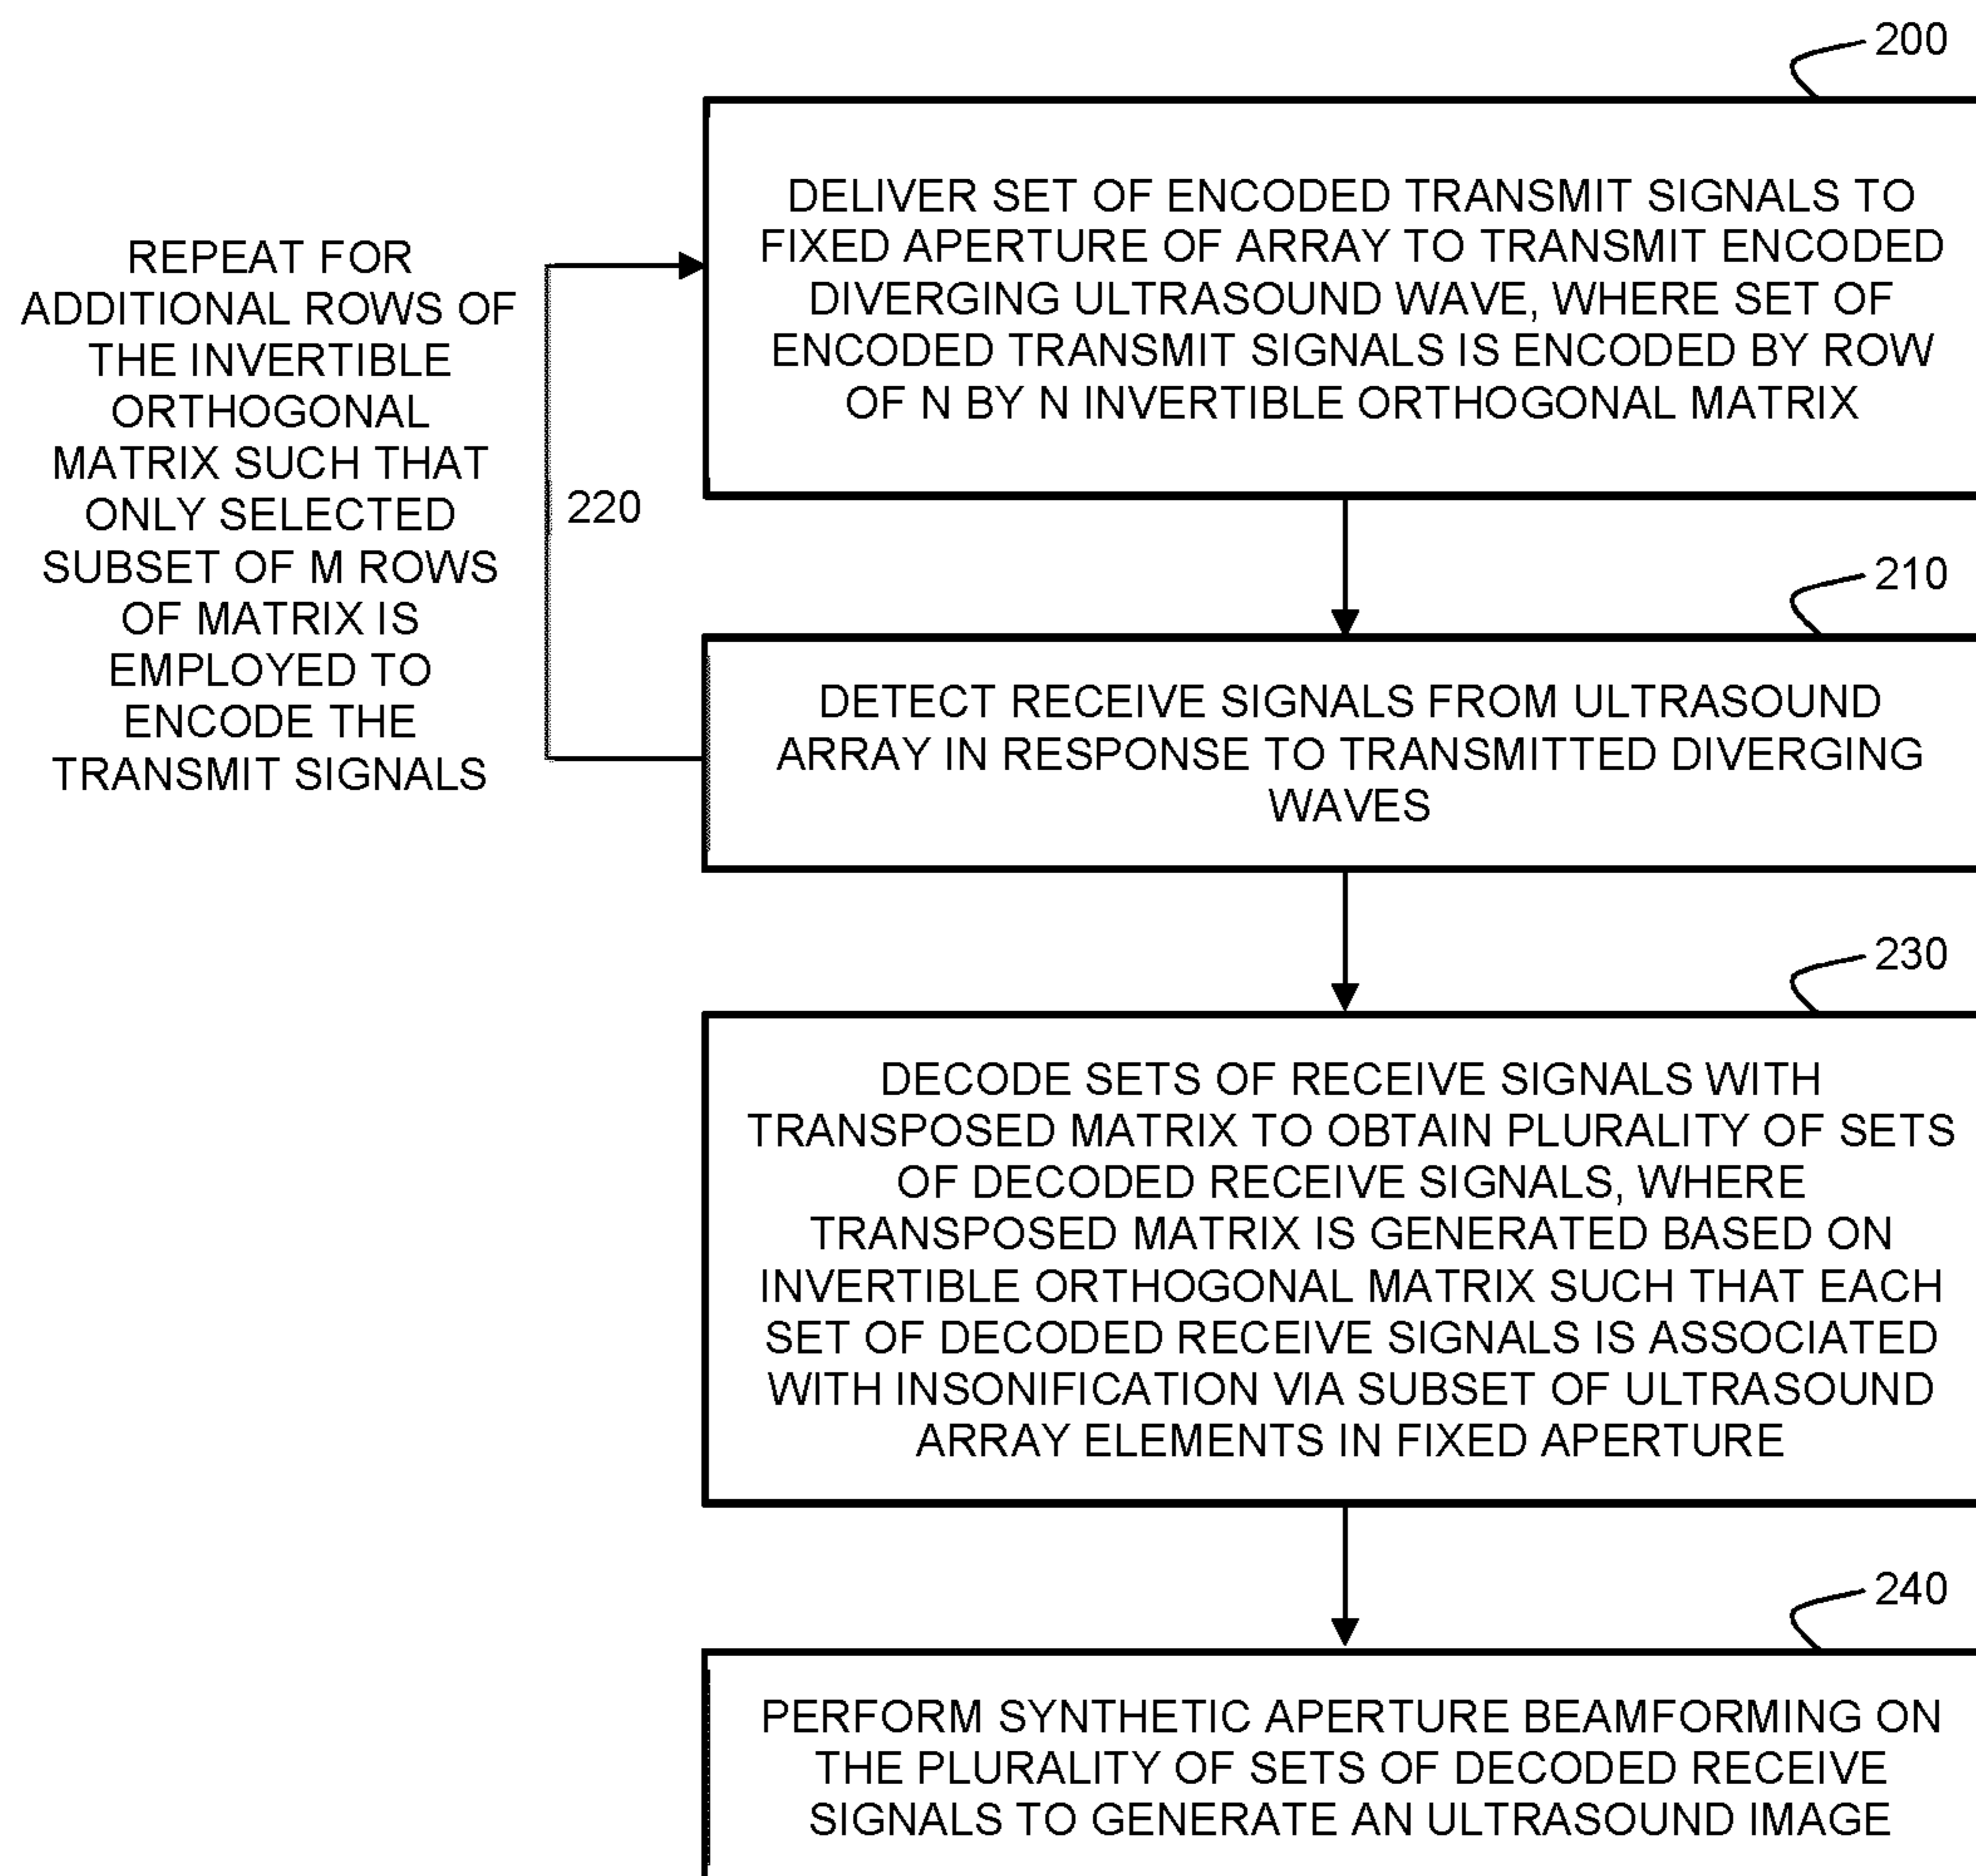 200
DELIVER SET OF ENCODED TRANSMIT SIGNALS TO
FIXED APERTURE OF ARRAY TO TRANSMIT ENCODED
DIVERGING ULTRASOUND WAVE, WHERE SET OF
ENCODED TRANSMIT SIGNALS IS ENCODED BY ROW
OF N BY N INVERTIBLE ORTHOGONAL MATRIX
REPEAT FOR
ADDITIONAL ROWS OF
THE INVERTIBLE
ORTHOGONAL
MATRIX SUCH THAT
ONLY SELECTED
SUBSET OF M ROWS
OF MATRIX IS
EMPLOYED TO
ENCODE THE
TRANSMIT SIGNALS
220
210
DETECT RECEIVE SIGNALS FROM ULTRASOUND
ARRAY IN RESPONSE TO TRANSMITTED DIVERGING
WAVES
230
DECODE SETS OF RECEIVE SIGNALS WITH
TRANSPOSED MATRIX TO OBTAIN PLURALITY OF SETS
OF DECODED RECEIVE SIGNALS, WHERE
TRANSPOSED MATRIX IS GENERATED BASED ON
INVERTIBLE ORTHOGONAL MATRIX SUCH THAT EACH
SET OF DECODED RECEIVE SIGNALS IS ASSOCIATED
WITH INSONIFICATION VIA SUBSET OF ULTRASOUND
ARRAY ELEMENTS IN FIXED APERTURE
240
PERFORM SYNTHETIC APERTURE BEAMFORMING ON
THE PLURALITY OF SETS OF DECODED RECEIVE
SIGNALS TO GENERATE AN ULTRASOUND IMAGE